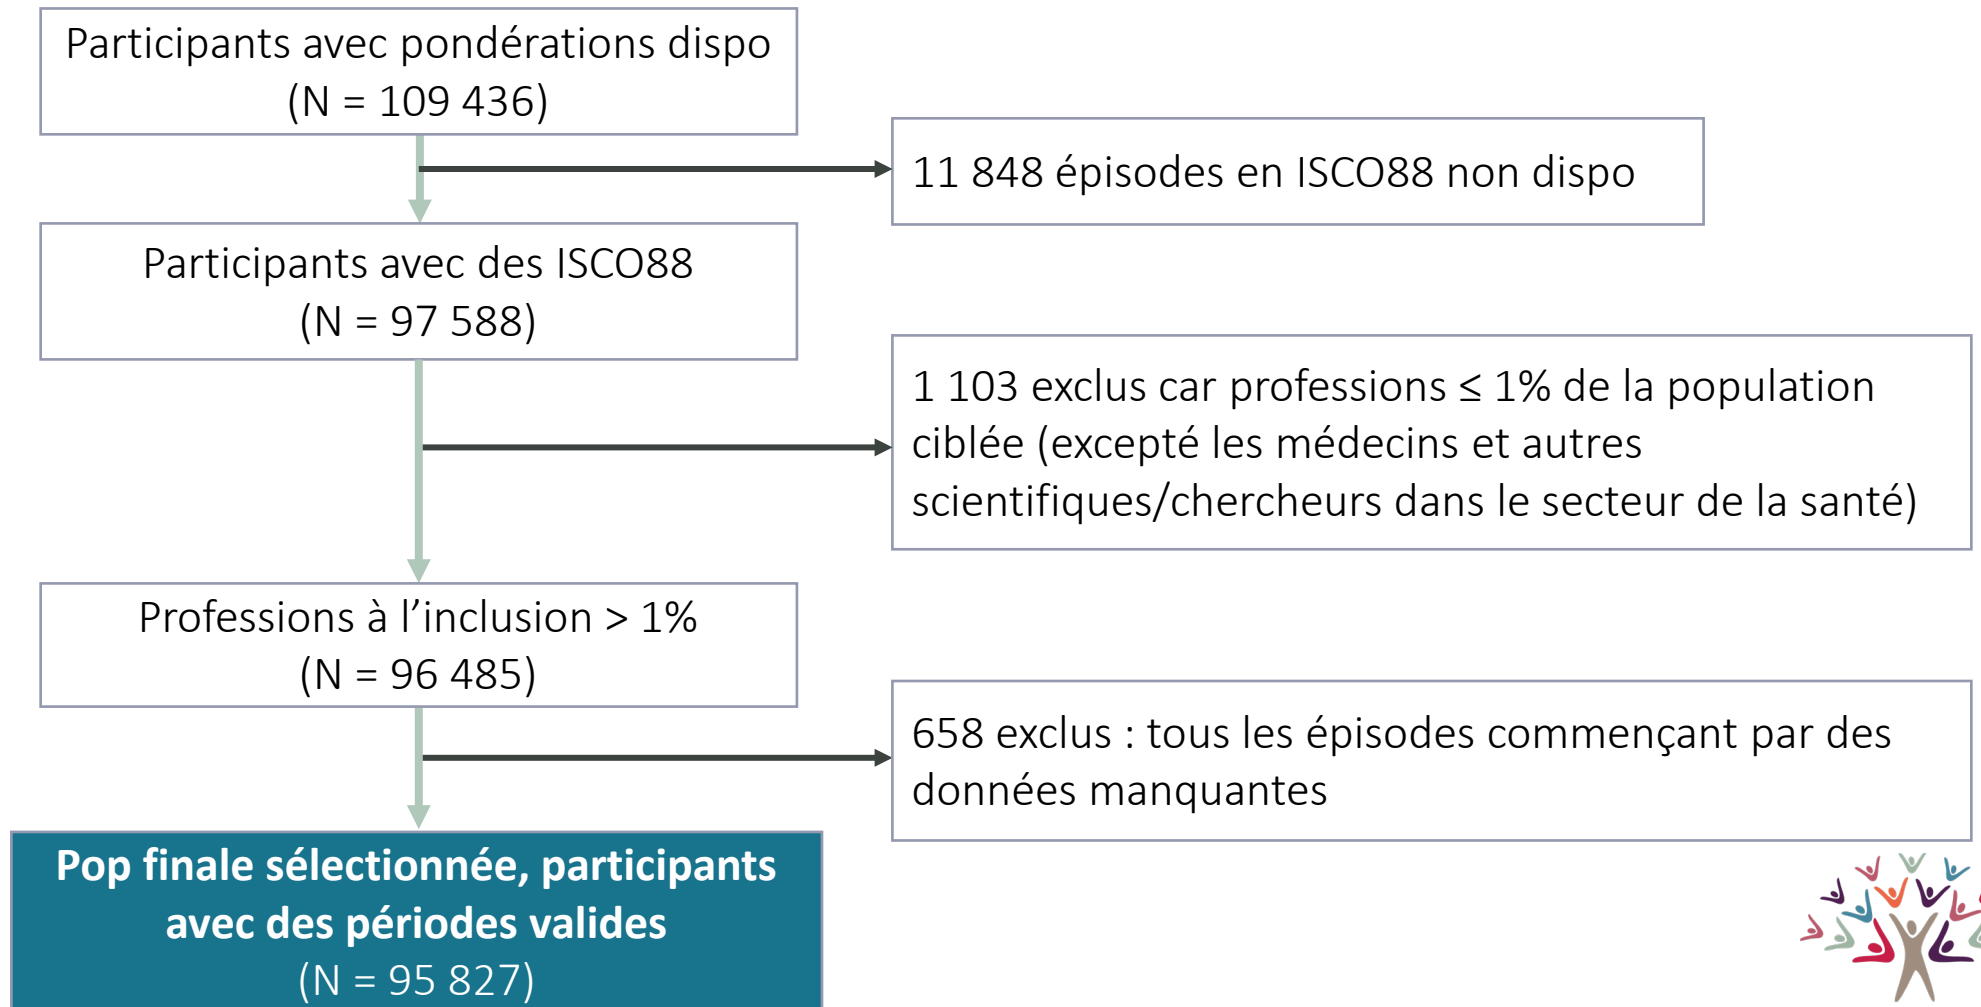 Participants avec pondérations dispo
(N = 109 436)
11 848 épisodes en ISCO88 non dispo
Participants avec des ISCO88
(N = 97 588)
1 103 exclus car professions ≤ 1% de la population
ciblée (excepté les médecins et autres
scientifiques/chercheurs dans le secteur de la santé)
Professions à l'inclusion > 1%
(N = 96 485)
658 exclus : tous les épisodes commençant par des
données manquantes
Pop finale sélectionnée, participants
avec des périodes valides
(N = 95 827)